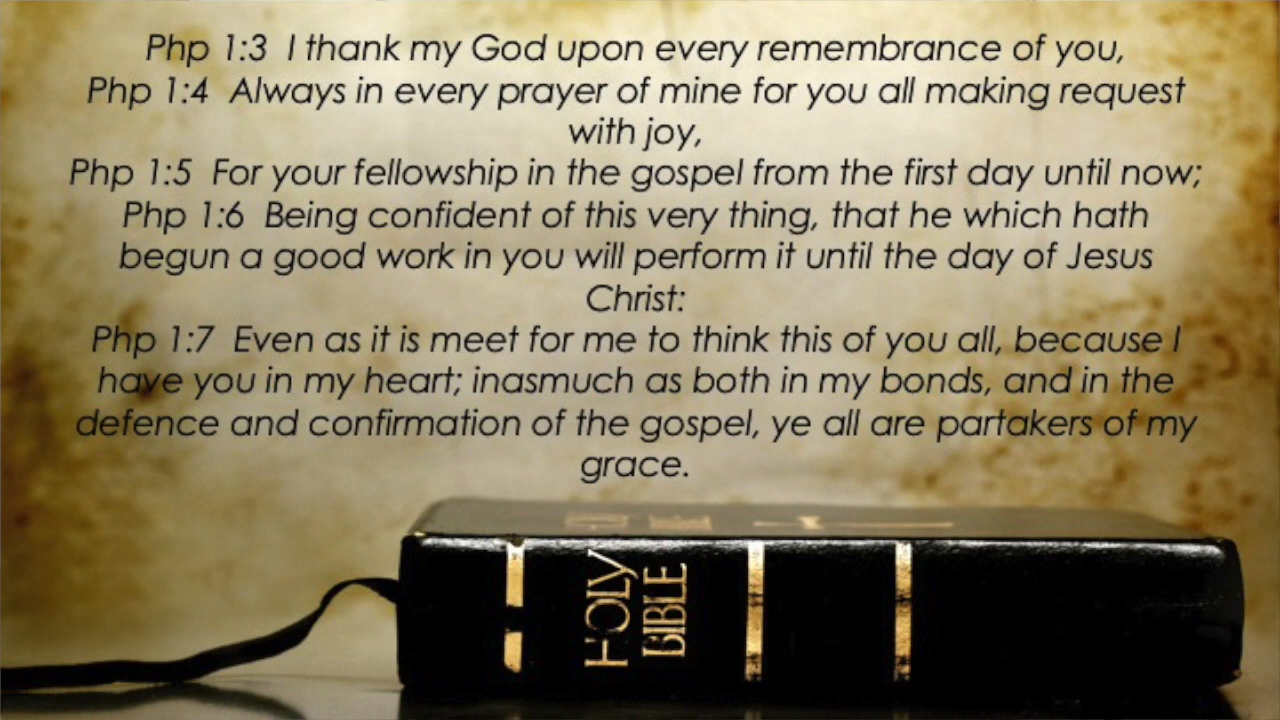 Php 1:3  I thank my God upon every remembrance of you,
Php 1:4  Always in every prayer of mine for you all making request
with joy,
Php 1:5  For your fellowship in the gospel from the first day until now;
Php 1:6  Being confident of this very thing, that he which hath
begun a good work in you will perform it until the day of Jesus
Christ:
Php 1:7  Even as it is meet for me to think this of you all, because I
have you in my heart; inasmuch as both in my bonds, and in the
defence and confirmation of the gospel, ye all are partakers of my
grace.
HOLY
BIBLE